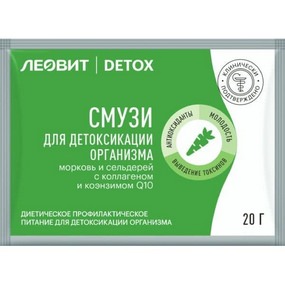 ЛЕОВИТ | DETOX
КЛИНИЧЕСКИ ПОДТВЕРЖДЕНО
СМУЗИ
ДЛЯ ДЕТОКСИКАЦИИ
ОРГАНИЗМА
морковь и сельдерей
с коллагеном
и коэнзимом Q10
АНТИОКСИДАНТЫ
МОЛОДОСТЬ
ВЫВЕДЕНИЕ ТОКСИНОВ
ДИЕТИЧЕСКОЕ ПРОФИЛАКТИЧЕСКОЕ
ПИТАНИЕ ДЛЯ ДЕТОКСИКАЦИИ ОРГАНИЗМА
20 Г